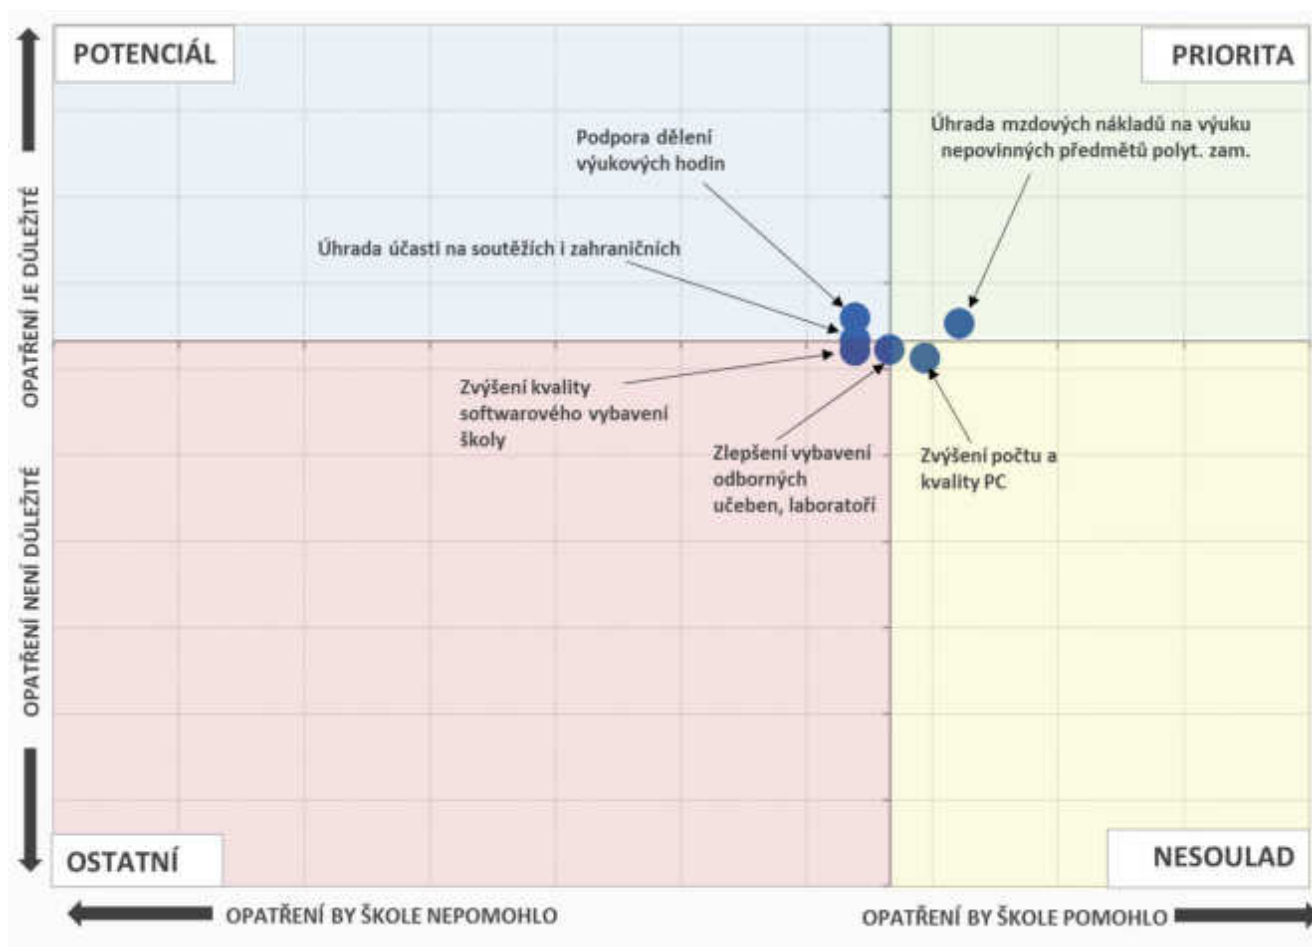 POTENCIÁL
PRIORITA
Úhrada mzdových nákladů na výuku
nepovinných předmětů polyt. zam.
Podpora dělení
výukových hodin
Úhrada účasti na soutěžích i zahraničních
OPATŘENÍ JE DŮLEŽITÉ
Zvýšení kvality
softwarového vybavení
školy
Zlepšení vybavení
odborných
učeben, laboratoří
Zvýšení počtu a
kvality PC
OPATŘENÍ NENÍ DŮLEŽITÉ
OSTATNÍ
NESOULAD
OPATŘENÍ BY ŠKOLE NEPOMOHLO
OPATŘENÍ BY ŠKOLE POMOHLO